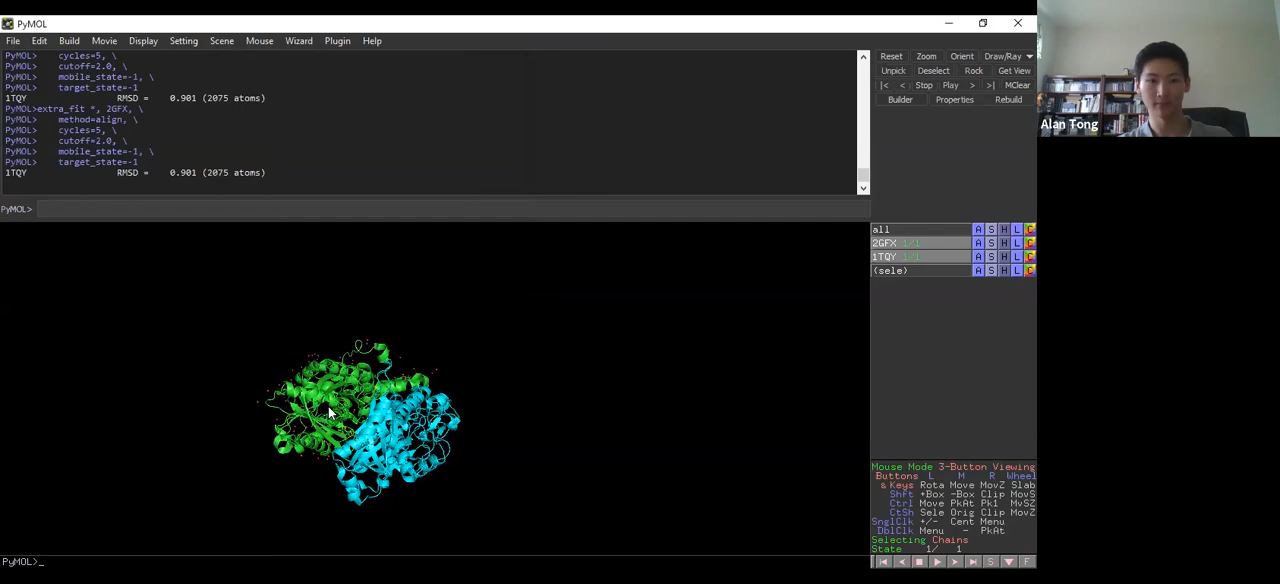 PyMOL
File Edit Build Movie Display Setting Scene Mouse Wizard Plugin Help
PyMOL> cycles=5, \
PyMOL> cutoff=2.0, \
PyMOL> mobile_state=-1, \
PyMOL> target_state=-1
1TQY RMSD = 0.901 (2075 atoms)
PyMOL>extra_fit *, 2GFX, \
PyMOL> method=align, \
PyMOL> cycles=5, \
PyMOL> cutoff=2.0, \
PyMOL> mobile_state=-1, \
PyMOL> target_state=-1
1TQY RMSD = 0.901 (2075 atoms)
PyMOL>
Reset Zoom Orient Draw/Ray
Unpick Deselect Rock Get View
|< < Stop Play > >| MClear
Builder Properties Rebuild
Alan Tong
all A S H L C
2GFX 1/1 A S H L C
1TQY 1/1 A S H L C
(sele) A S H L C
Mouse Mode 3-Button Viewing
Buttons L M R Wheel
& Keys Rota Move MovZ Slab
Shft +Box -Box Clip MovS
Ctrl Move PkAt Pk1 MvSZ
CtSh Sele Orig Clip MovZ
SnglClk +/- Cent Menu
DblClk Menu - PkAt
Selecting Chains
State 1/ 1
PyMOL>_
S F